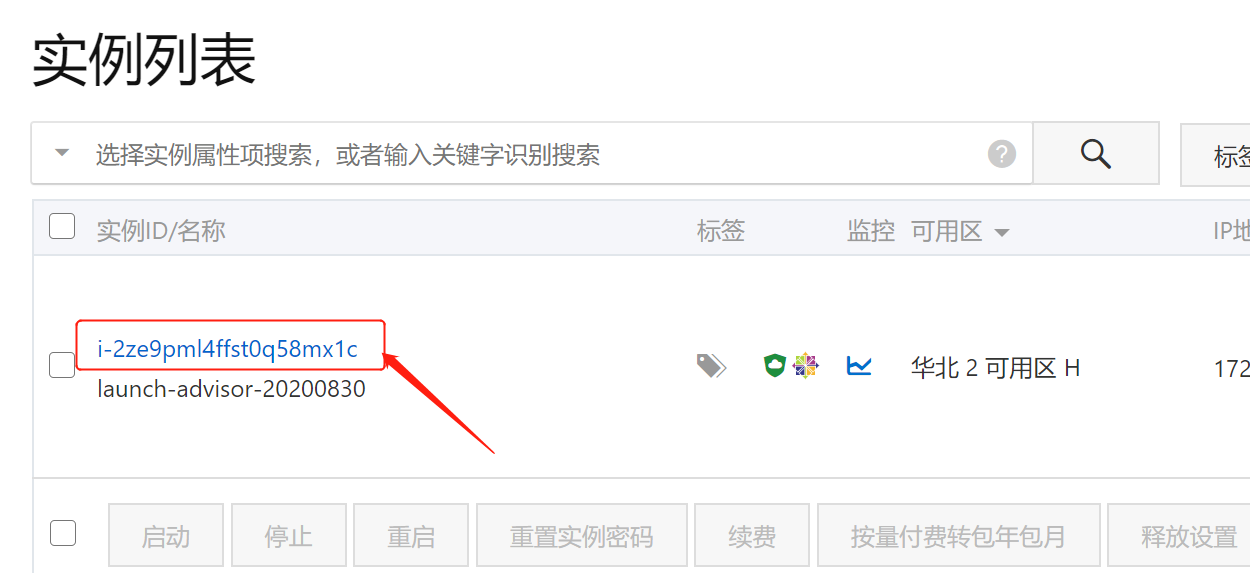 实例列表
选择实例属性项搜索，或者输入关键字识别搜索
标签
实例ID/名称 标签 监控 可用区 IP地
i-2ze9pml4ffst0q58mx1c
launch-advisor-20200830
华北 2 可用区 H
172
启动 停止 重启 重置实例密码 续费 按量付费转包年包月 释放设置